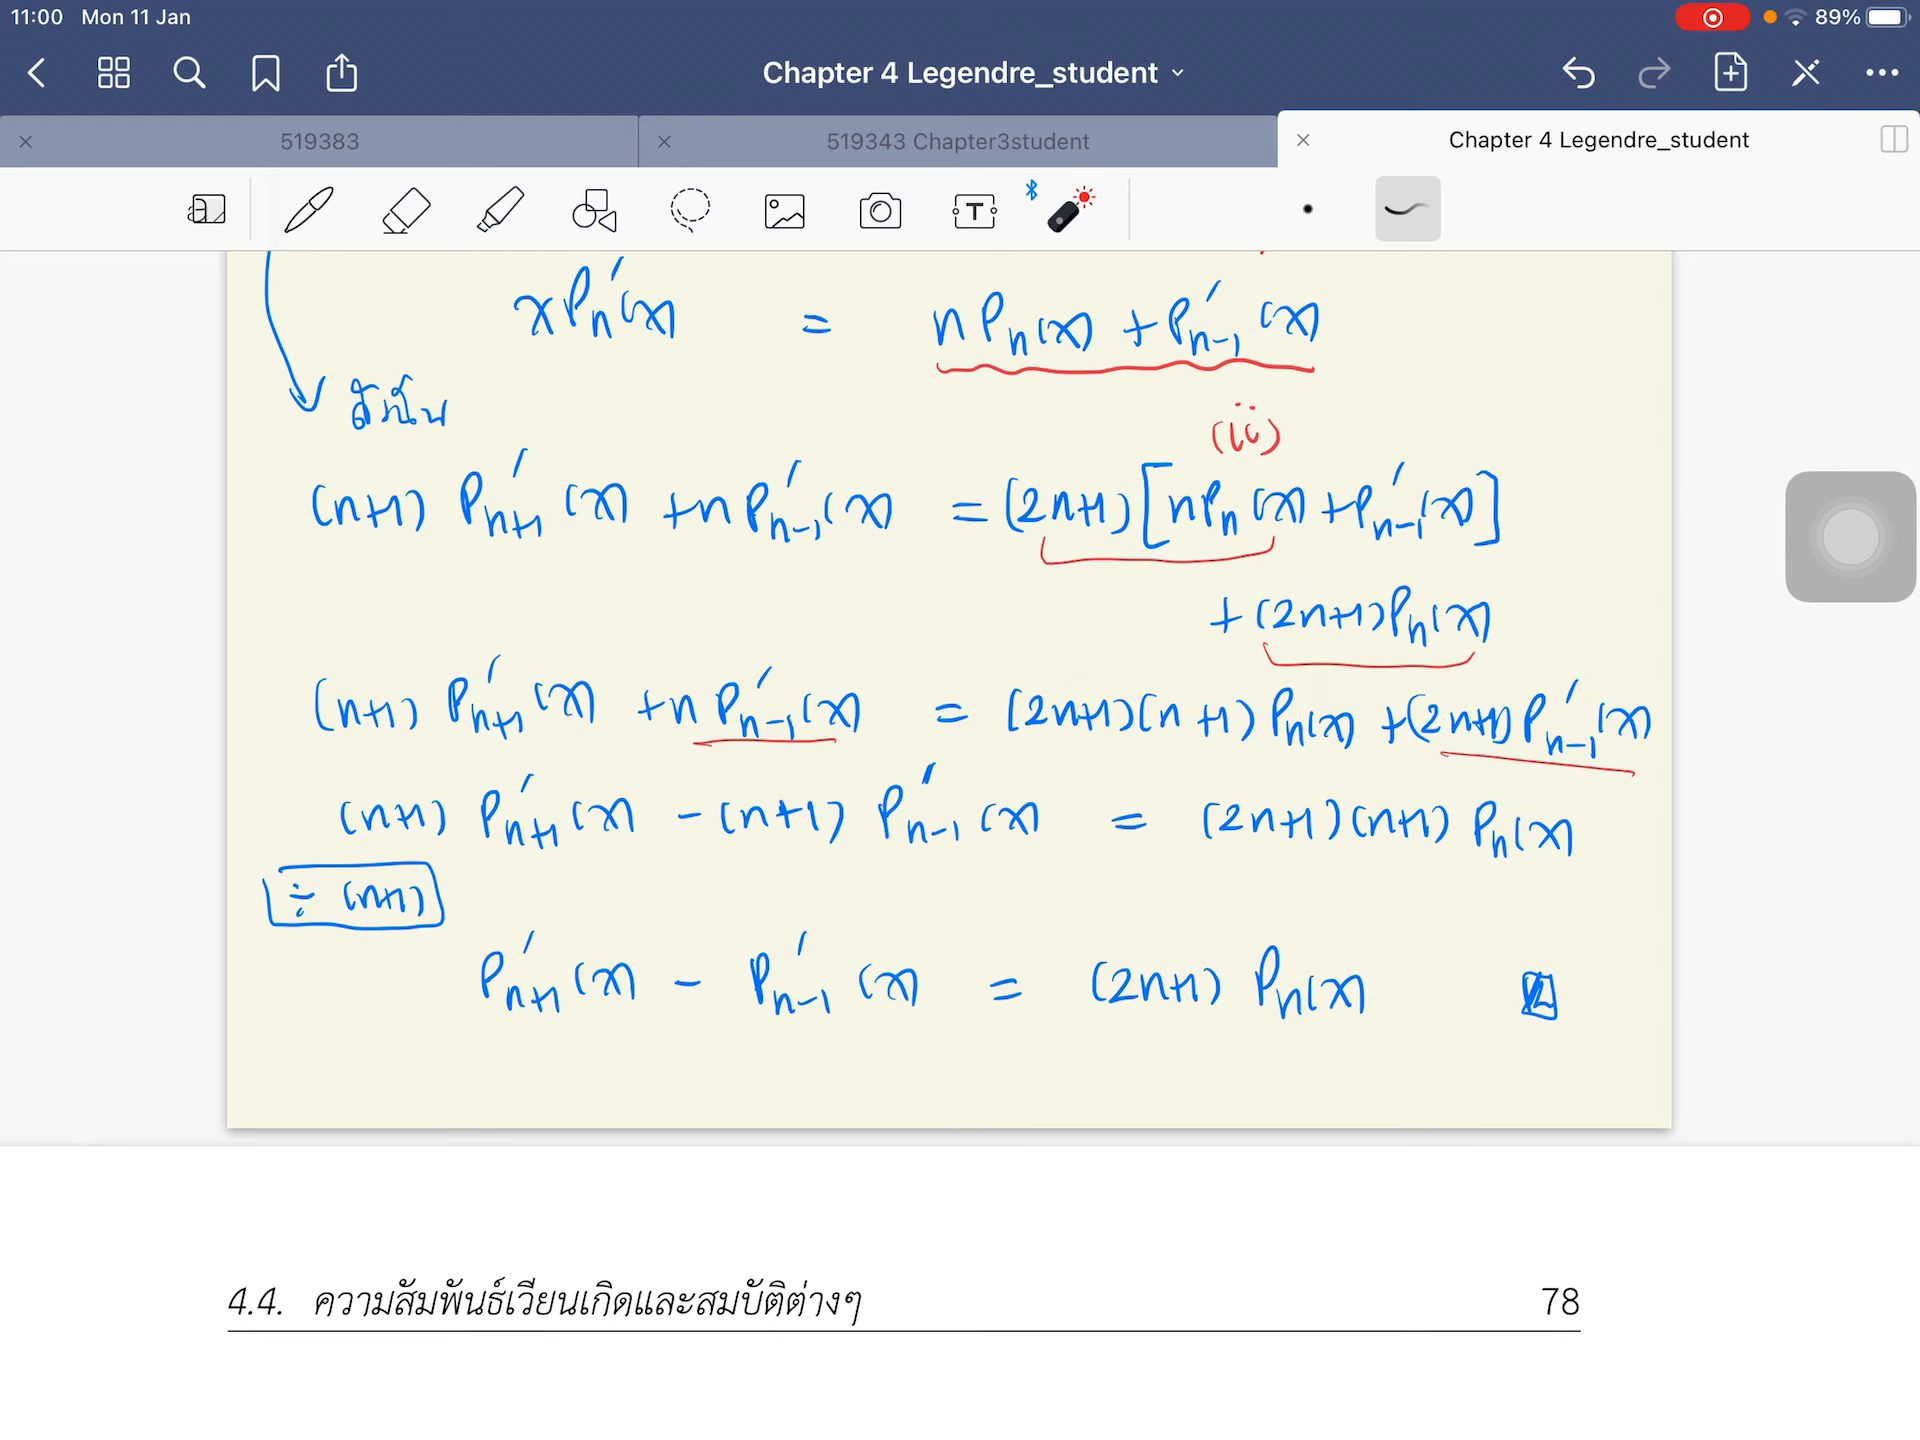 11:00 Mon 11 Jan 89%
Chapter 4 Legendre_student
519383
519343 Chapter3student
Chapter 4 Legendre_student
xPn'(x) = nPn(x) + P'n-1(x)
ดังนั้น
(ii)
(n+1) P'n+1(x) + nP'n-1(x) = (2n+1)[nPn(x) + P'n-1(x)]
+ (2n+1)Pn(x)
(n+1) P'n+1(x) + nP'n-1(x) = (2n+1)(n+1) Pn(x) + (2n+1) P'n-1(x)
(n+1) P'n+1(x) - (n+1) P'n-1(x) = (2n+1)(n+1) Pn(x)
÷ (n+1)
P'n+1(x) - P'n-1(x) = (2n+1) Pn(x)
4.4. ความสัมพันธ์เวียนเกิดและสมบัติต่างๆ 78